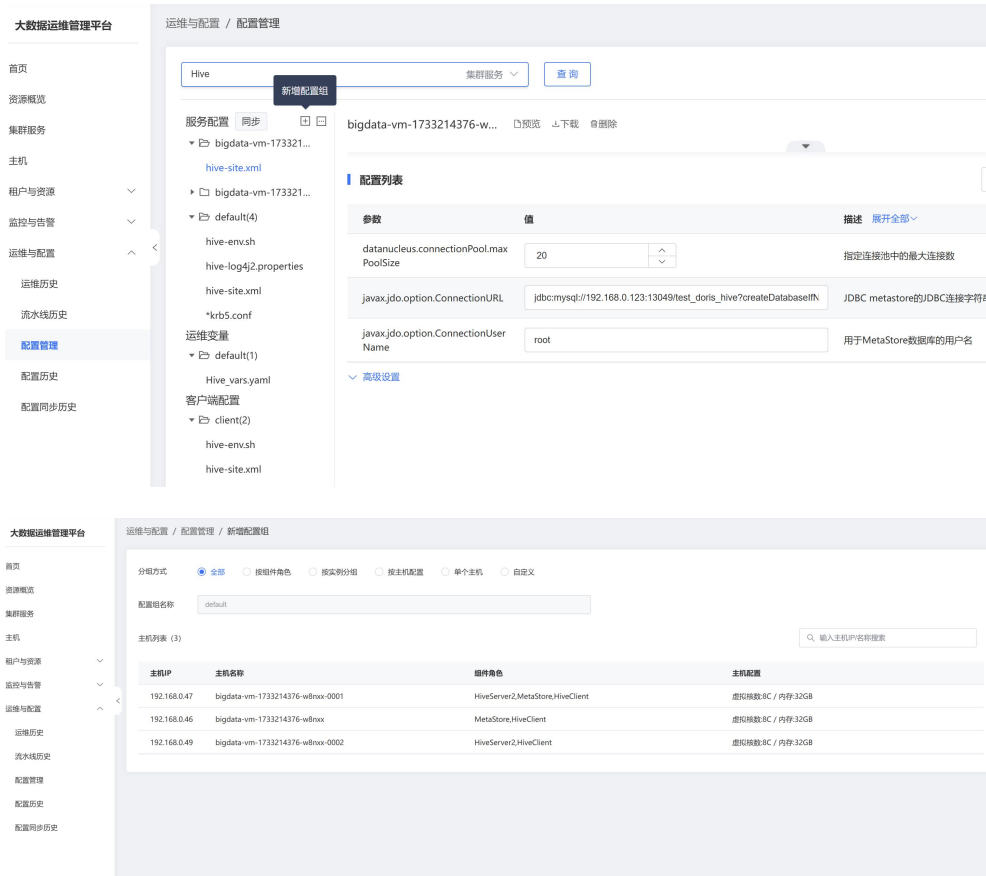 大数据运维管理平台
运维与配置 / 配置管理
首页
资源概览
集群服务
主机
租户与资源
监控与告警
运维与配置
运维历史
流水线历史
配置管理
配置历史
配置同步历史
Hive
集群服务
查 询
新增配置组
服务配置 同步
bigdata-vm-173321...
hive-site.xml
bigdata-vm-173321...
default(4)
hive-env.sh
hive-log4j2.properties
hive-site.xml
*krb5.conf
运维变量
default(1)
Hive_vars.yaml
客户端配置
client(2)
hive-env.sh
hive-site.xml
bigdata-vm-1733214376-w... 预览 下载 删除
配置列表
参数 值 描述 展开全部
datanucleus.connectionPool.max
PoolSize
20
指定连接池中的最大连接数
javax.jdo.option.ConnectionURL
jdbc:mysql://192.168.0.123:13049/test_doris_hive?createDatabaseIfN
JDBC metastore的JDBC连接字符
javax.jdo.option.ConnectionUser
Name
root
用于MetaStore数据库的用户名
高级设置
大数据运维管理平台
运维与配置 / 配置管理 / 新增配置组
首页
资源概览
集群服务
主机
租户与资源
监控与告警
运维与配置
运维历史
流水线历史
配置管理
配置历史
配置同步历史
分组方式 全部 按组件角色 按实例分组 按主机配置 单个主机 自定义
配置组名称 default
主机列表（3）
输入主机IP/名称搜索
主机IP 主机名称 组件角色 主机配置
192.168.0.47 bigdata-vm-1733214376-w8nxx-0001 HiveServer2,MetaStore,HiveClient 虚拟核数:8C / 内存:32GB
192.168.0.46 bigdata-vm-1733214376-w8nxx MetaStore,HiveClient 虚拟核数:8C / 内存:32GB
192.168.0.49 bigdata-vm-1733214376-w8nxx-0002 HiveServer2,HiveClient 虚拟核数:8C / 内存:32GB